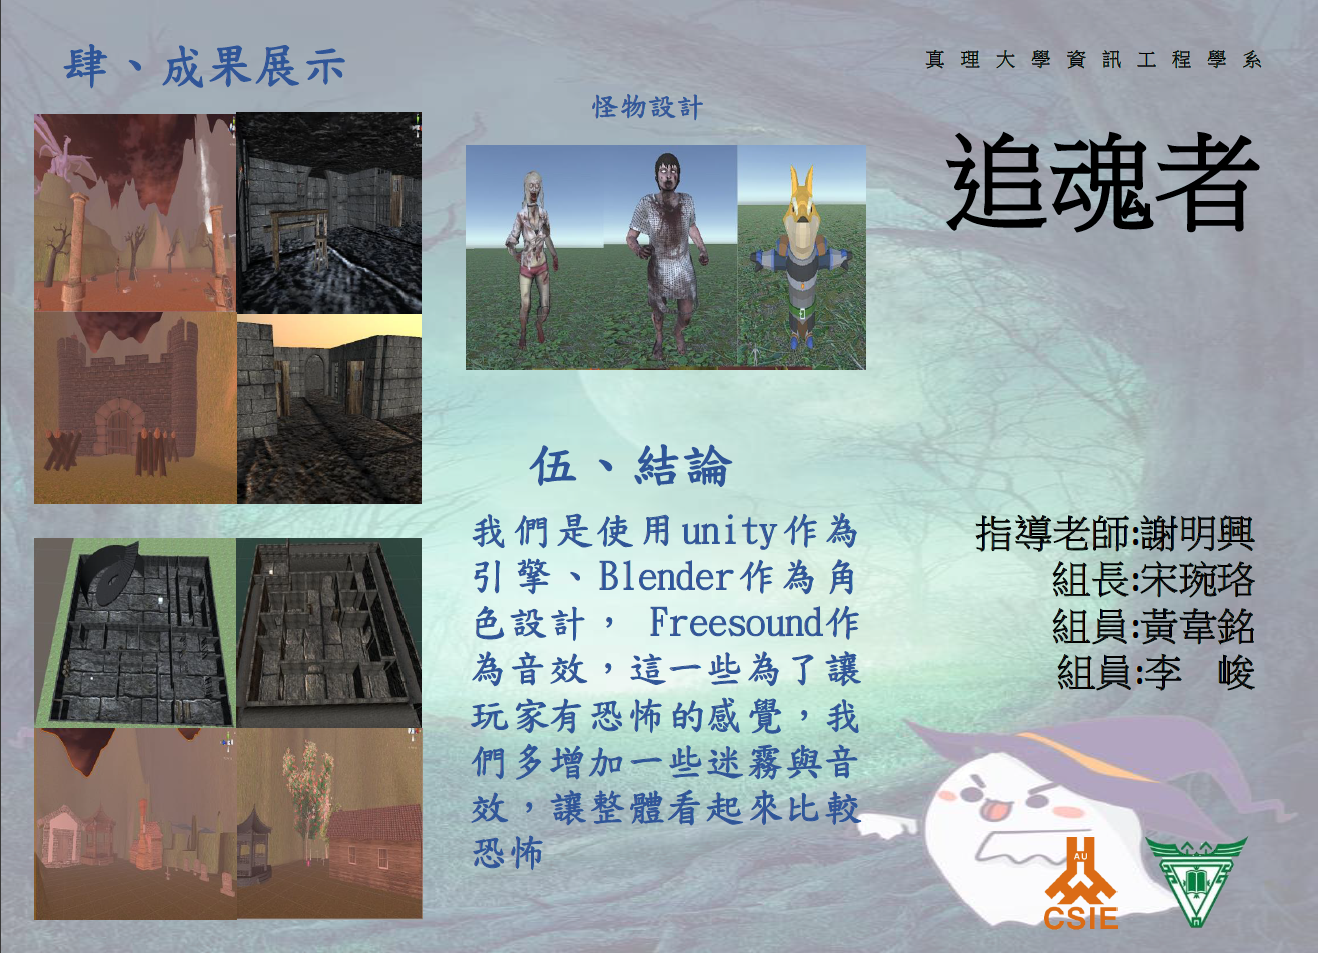 肆、成果展示
怪物設計
伍、結論
我們是使用unity作為
引擎、Blender作為角
色設計，Freesound作
為音效，這一些為了讓
玩家有恐怖的感覺，我
們多增加一些迷霧與音
效，讓整體看起來比較
恐怖
真理大學資訊工程學系
追魂者
指導老師:謝明興
組長:宋琬珞
組員:黃韋銘
組員:李　峻
AU
CSIE